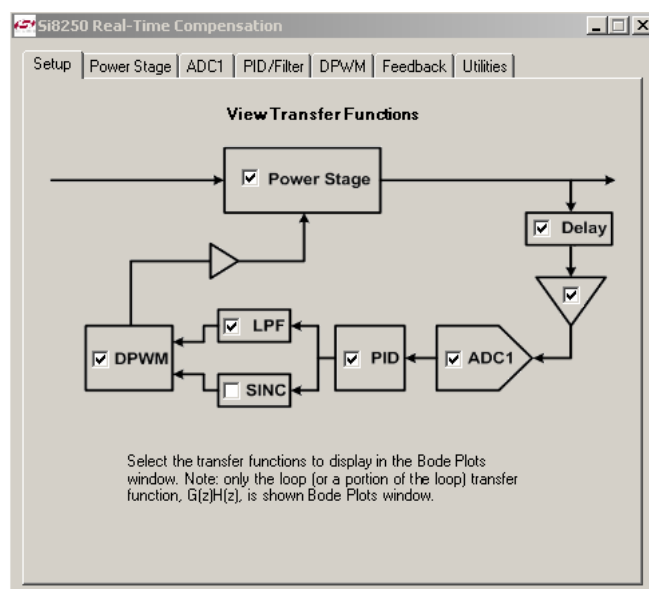 Si8250 Real-Time Compensation
Setup Power Stage ADC1 PID/Filter DPWM Feedback Utilities
View Transfer Functions
Power Stage
Delay
LPF
DPWM PID ADC1
SINC
Select the transfer functions to display in the Bode Plots
window. Note: only the loop (or a portion of the loop) transfer
function, G(z)H(z), is shown Bode Plots window.